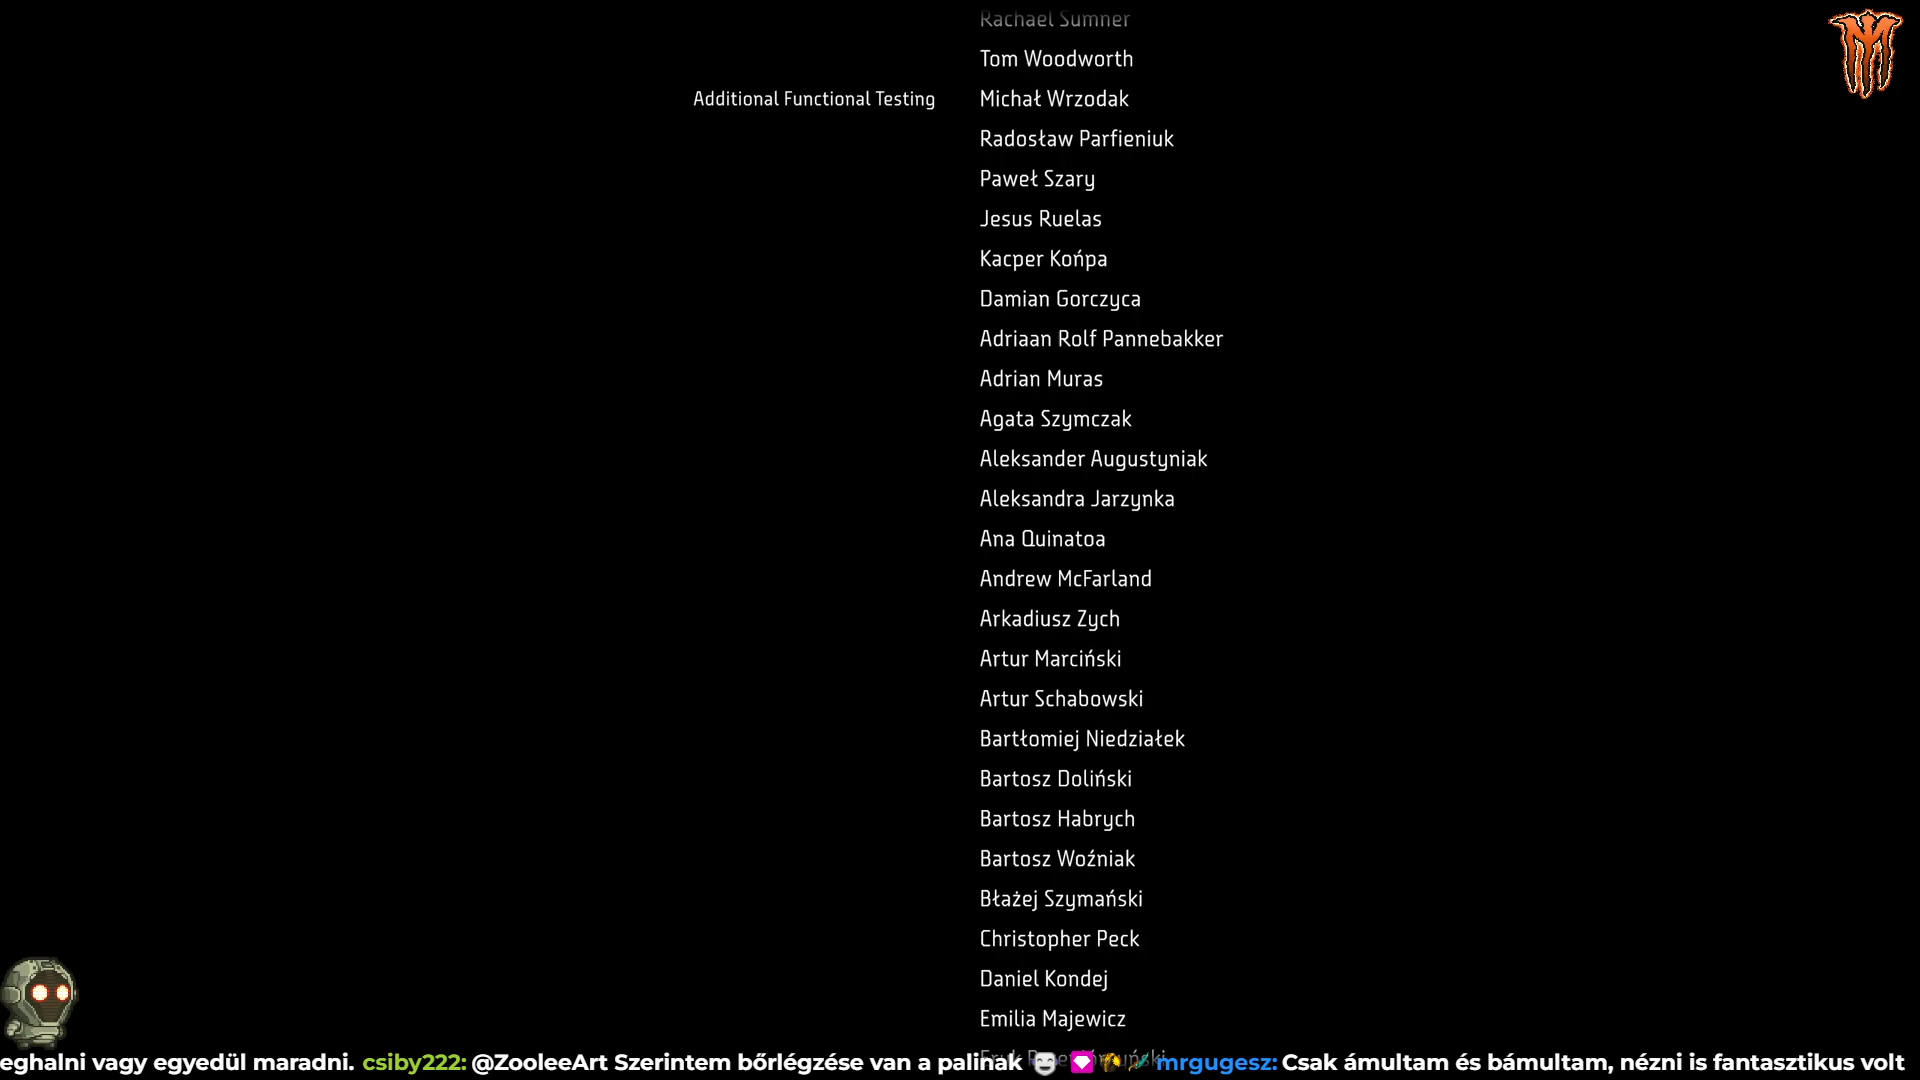 Rachael Sumner
Tom Woodworth
Additional Functional Testing Michał Wrzodak
Radosław Parfieniuk
Paweł Szary
Jesus Ruelas
Kacper Końpa
Damian Gorczyca
Adriaan Rolf Pannebakker
Adrian Muras
Agata Szymczak
Aleksander Augustyniak
Aleksandra Jarzynka
Ana Quinatoa
Andrew McFarland
Arkadiusz Zych
Artur Marciński
Artur Schabowski
Bartłomiej Niedziałek
Bartosz Doliński
Bartosz Habrych
Bartosz Woźniak
Błażej Szymański
Christopher Peck
Daniel Kondej
Emilia Majewicz
eghalni vagy egyedül maradni. csiby222: @ZooleeArt Szerintem bőrlégzése van a palinak mrgugesz: Csak ámultam és bámultam, nézni is fantasztikus volt